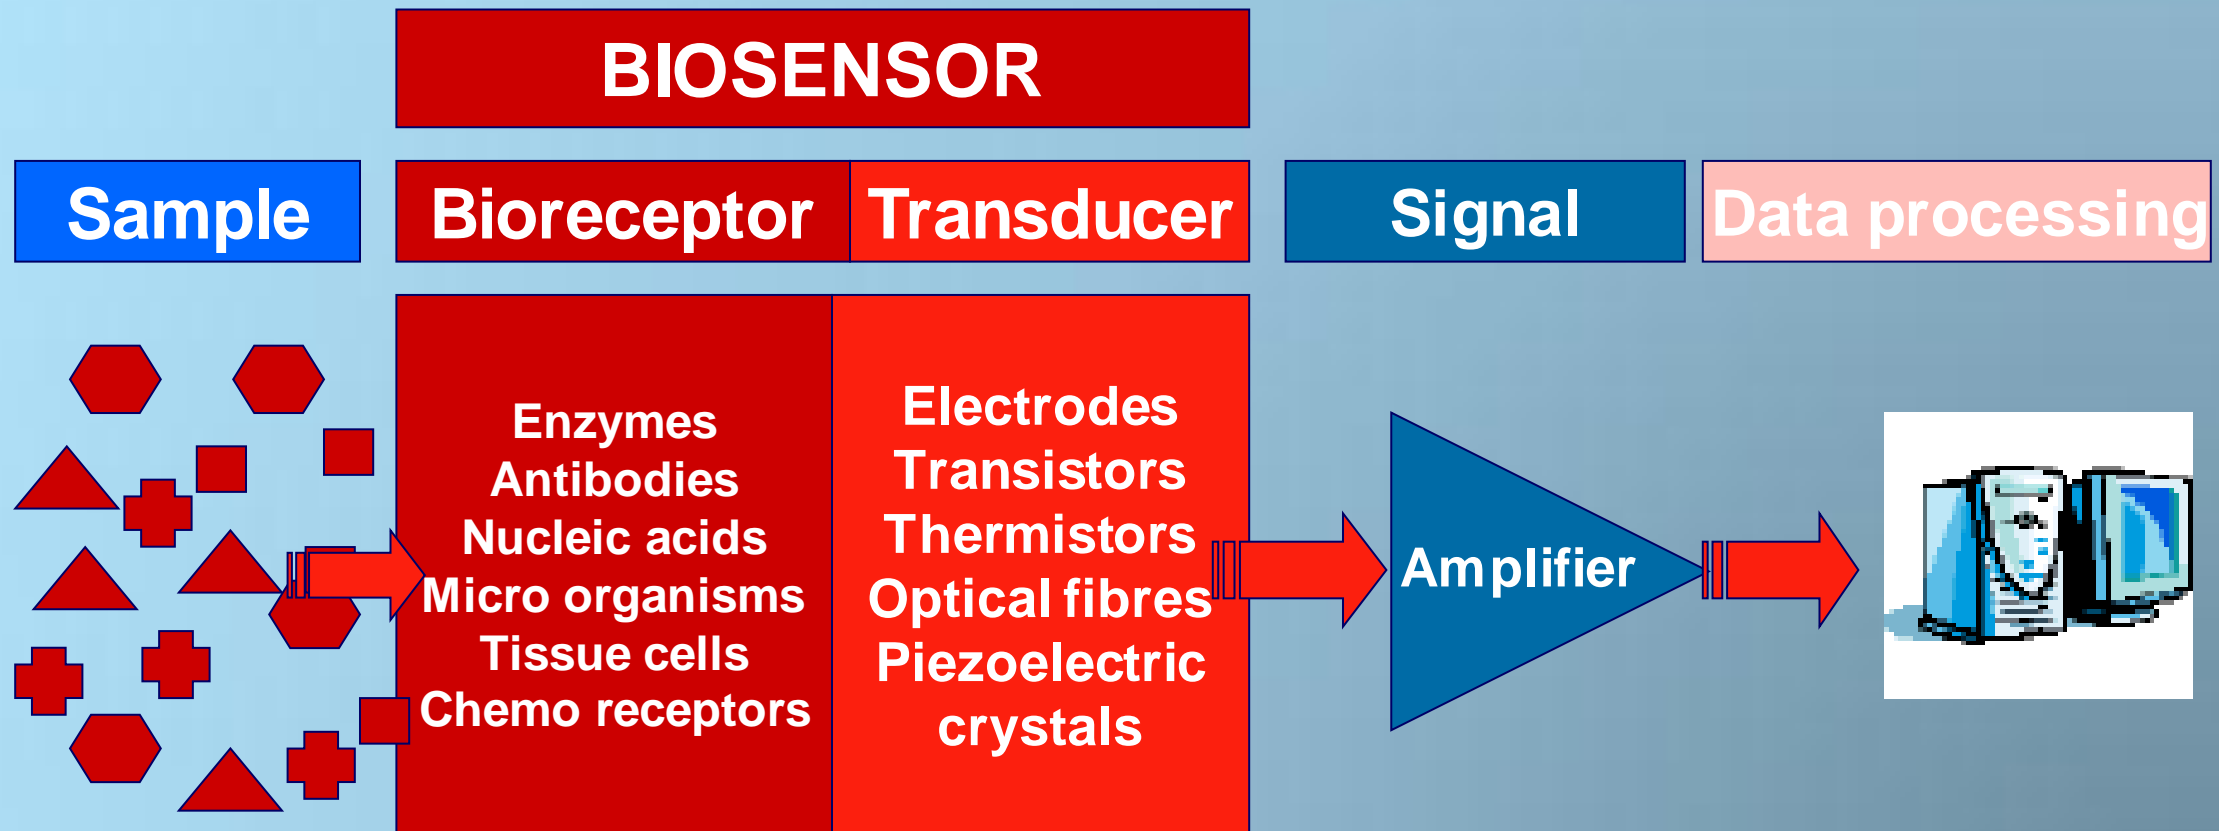 BIOSENSOR
Sample
Bioreceptor
Transducer
Signal
Data processing
Enzymes
Antibodies
Nucleic acids
Micro organisms
Tissue cells
Chemo receptors
Electrodes
Transistors
Thermistors
Optical fibres
Piezoelectric
crystals
Amplifier